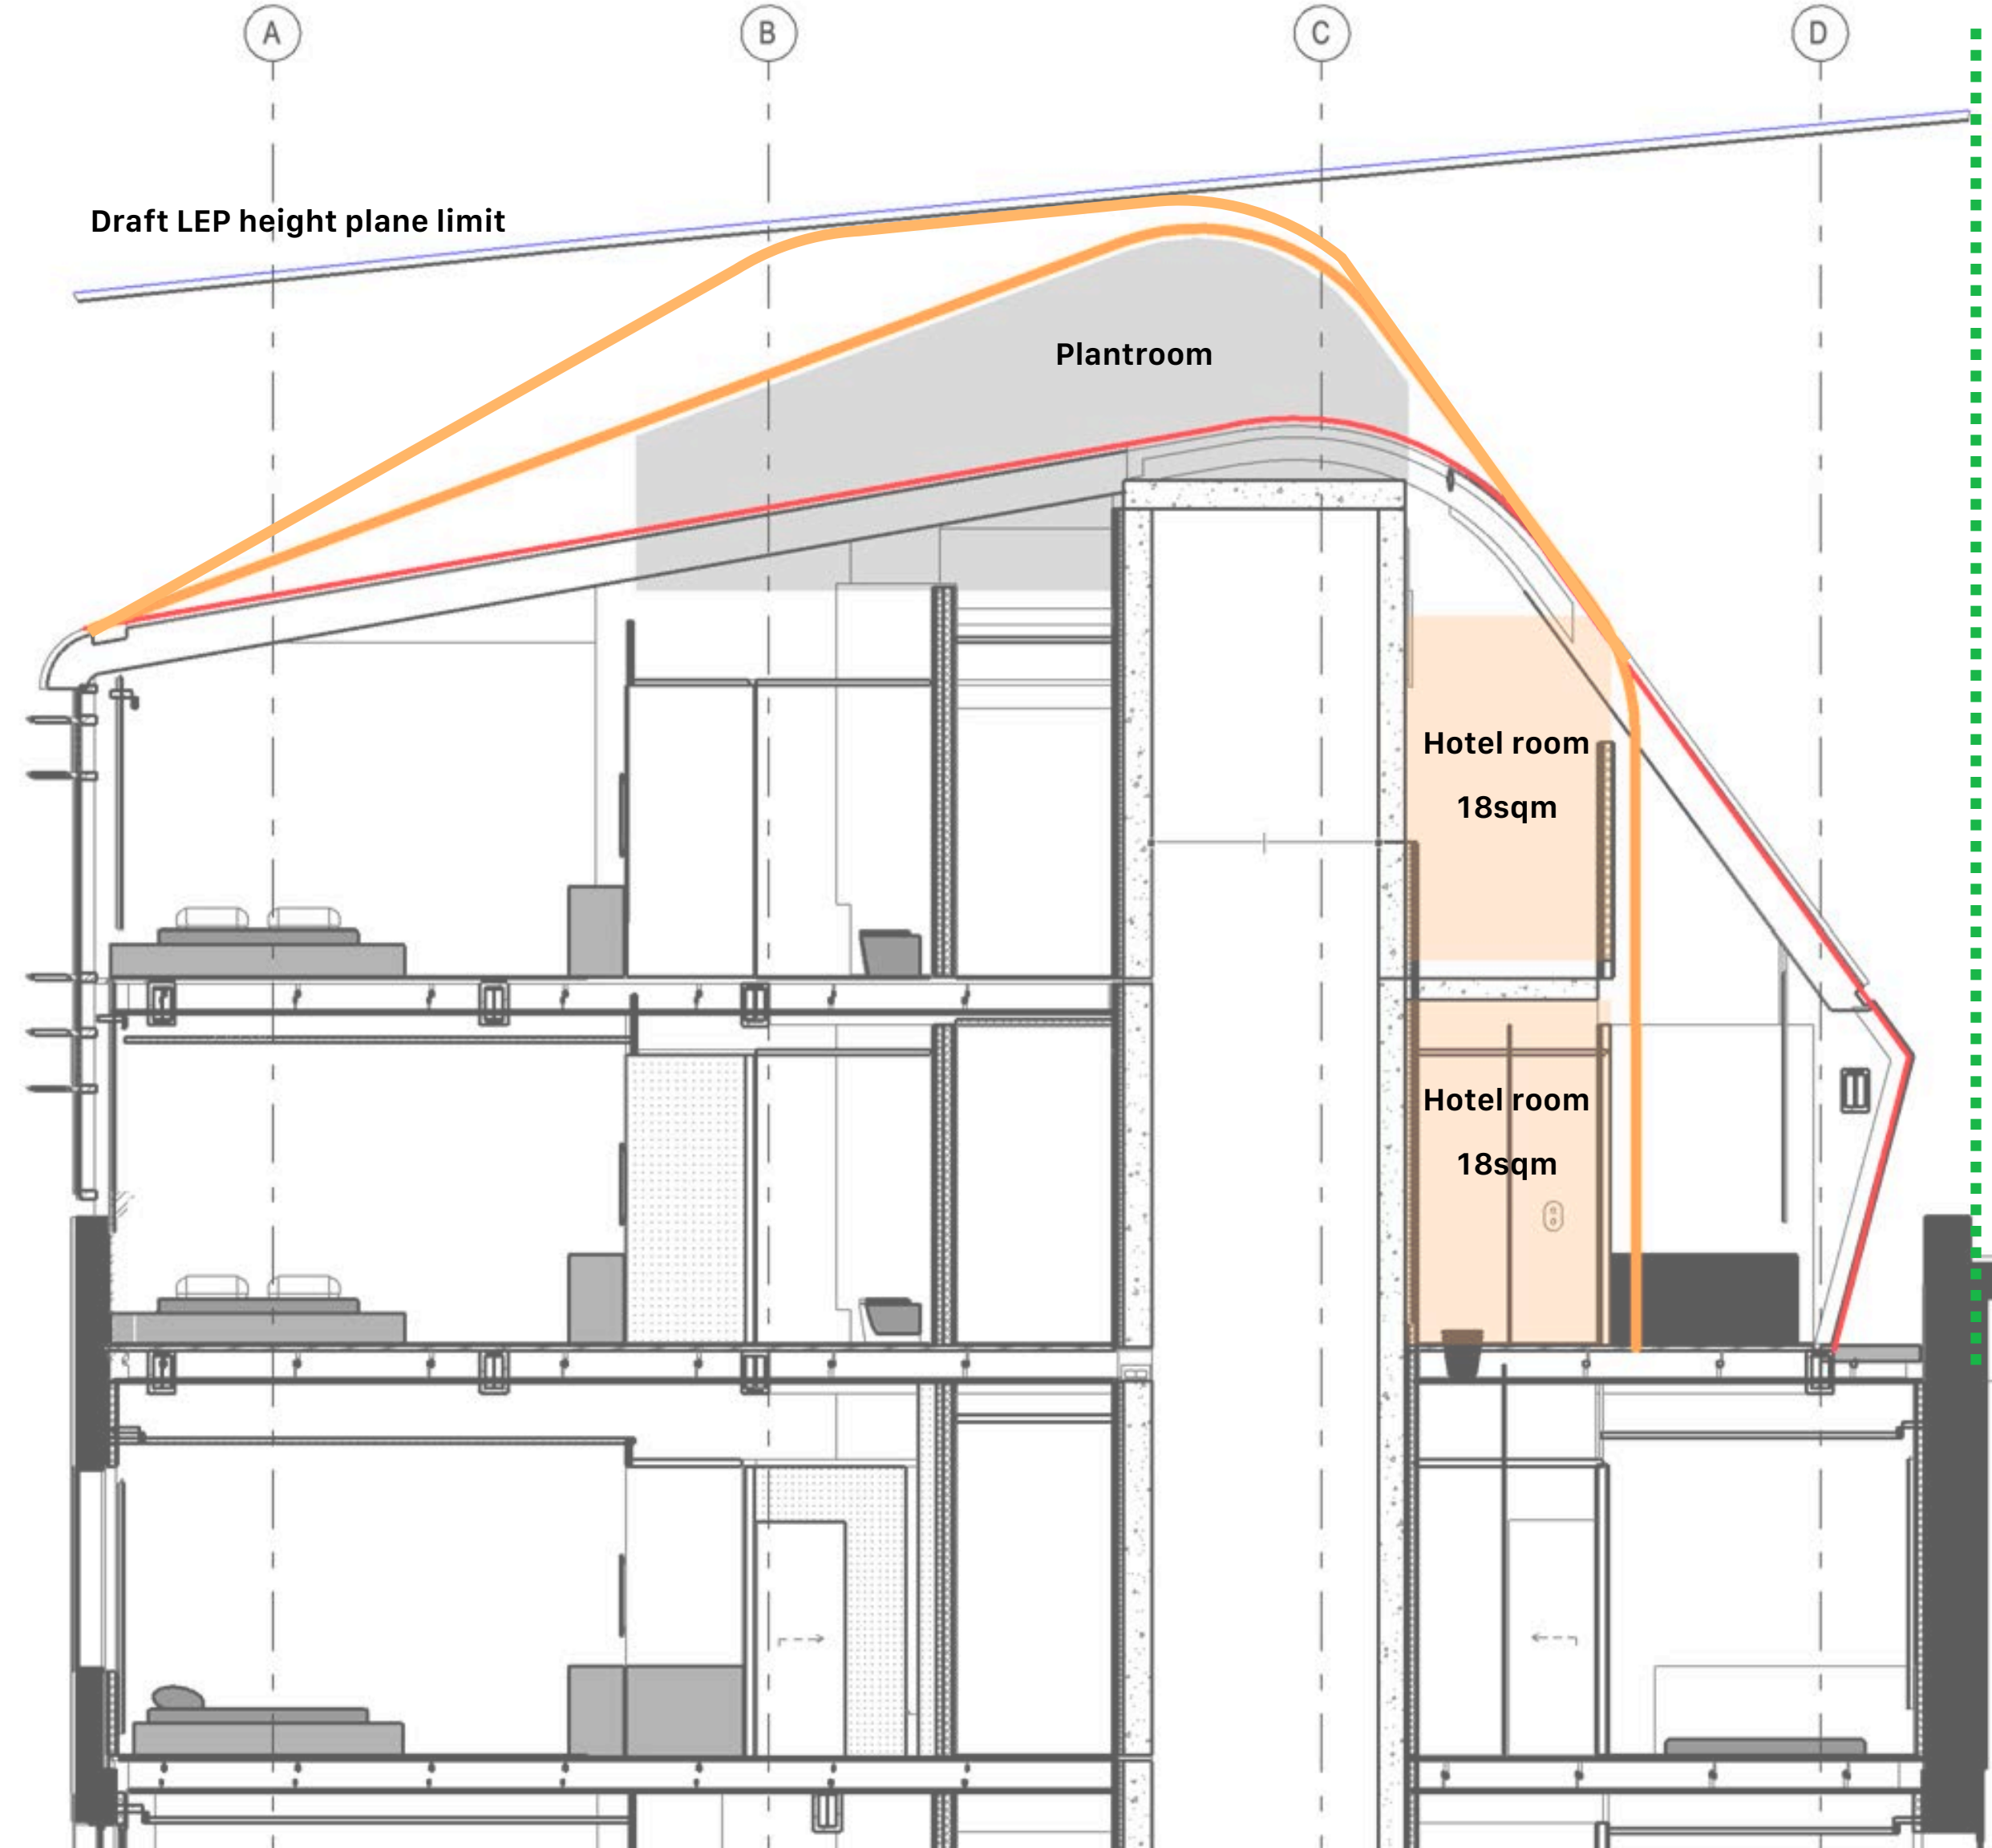 A B C D
Draft LEP height plane limit
Plantroom
Hotel room
18sqm
Hotel room
18sqm